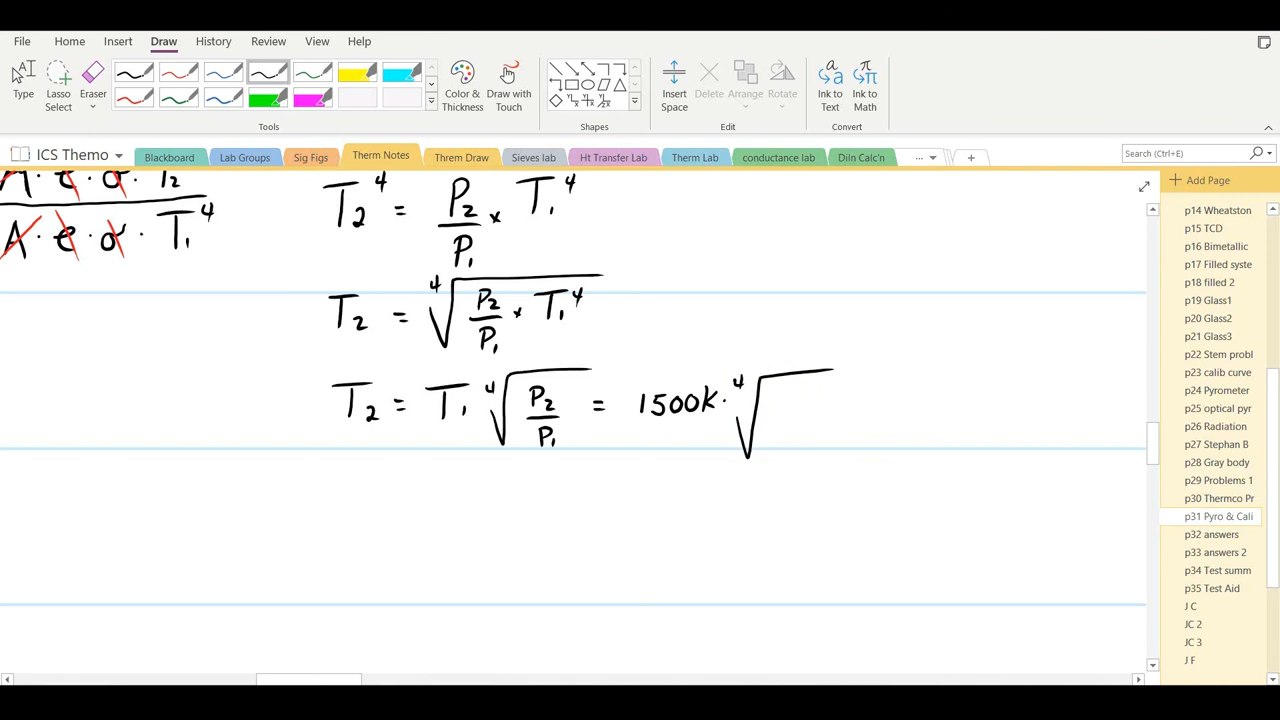 File Home Insert Draw History Review View Help
Type Lasso Select Eraser Color & Thickness Draw with Touch Insert Space Delete Arrange Rotate Ink to Text Ink to Math
Tools Shapes Edit Convert
ICS Themo Blackboard Lab Groups Sig Figs Therm Notes Threm Draw Sieves lab Ht Transfer Lab Therm Lab conductance lab Diln Calc'n ... + Search (Ctrl+E)
+ Add Page
p14 Wheatston
p15 TCD
p16 Bimetallic
p17 Filled syste
p18 filled 2
p19 Glass1
p20 Glass2
p21 Glass3
p22 Stem probl
p23 calib curve
p24 Pyrometer
p25 optical pyr
p26 Radiation
p27 Stephan B
p28 Gray body
p29 Problems 1
p30 Thermco Pr
p31 Pyro & Cali
p32 answers
p33 answers 2
p34 Test summ
p35 Test Aid
J C
JC 2
JC 3
J F
A · e · σ · T₂
A · e · σ · T₁⁴
T₂⁴ = P₂/P₁ × T₁⁴
T₂ = ⁴√(P₂/P₁ × T₁⁴)
T₂ = T₁ ⁴√(P₂/P₁) = 1500K · ⁴√